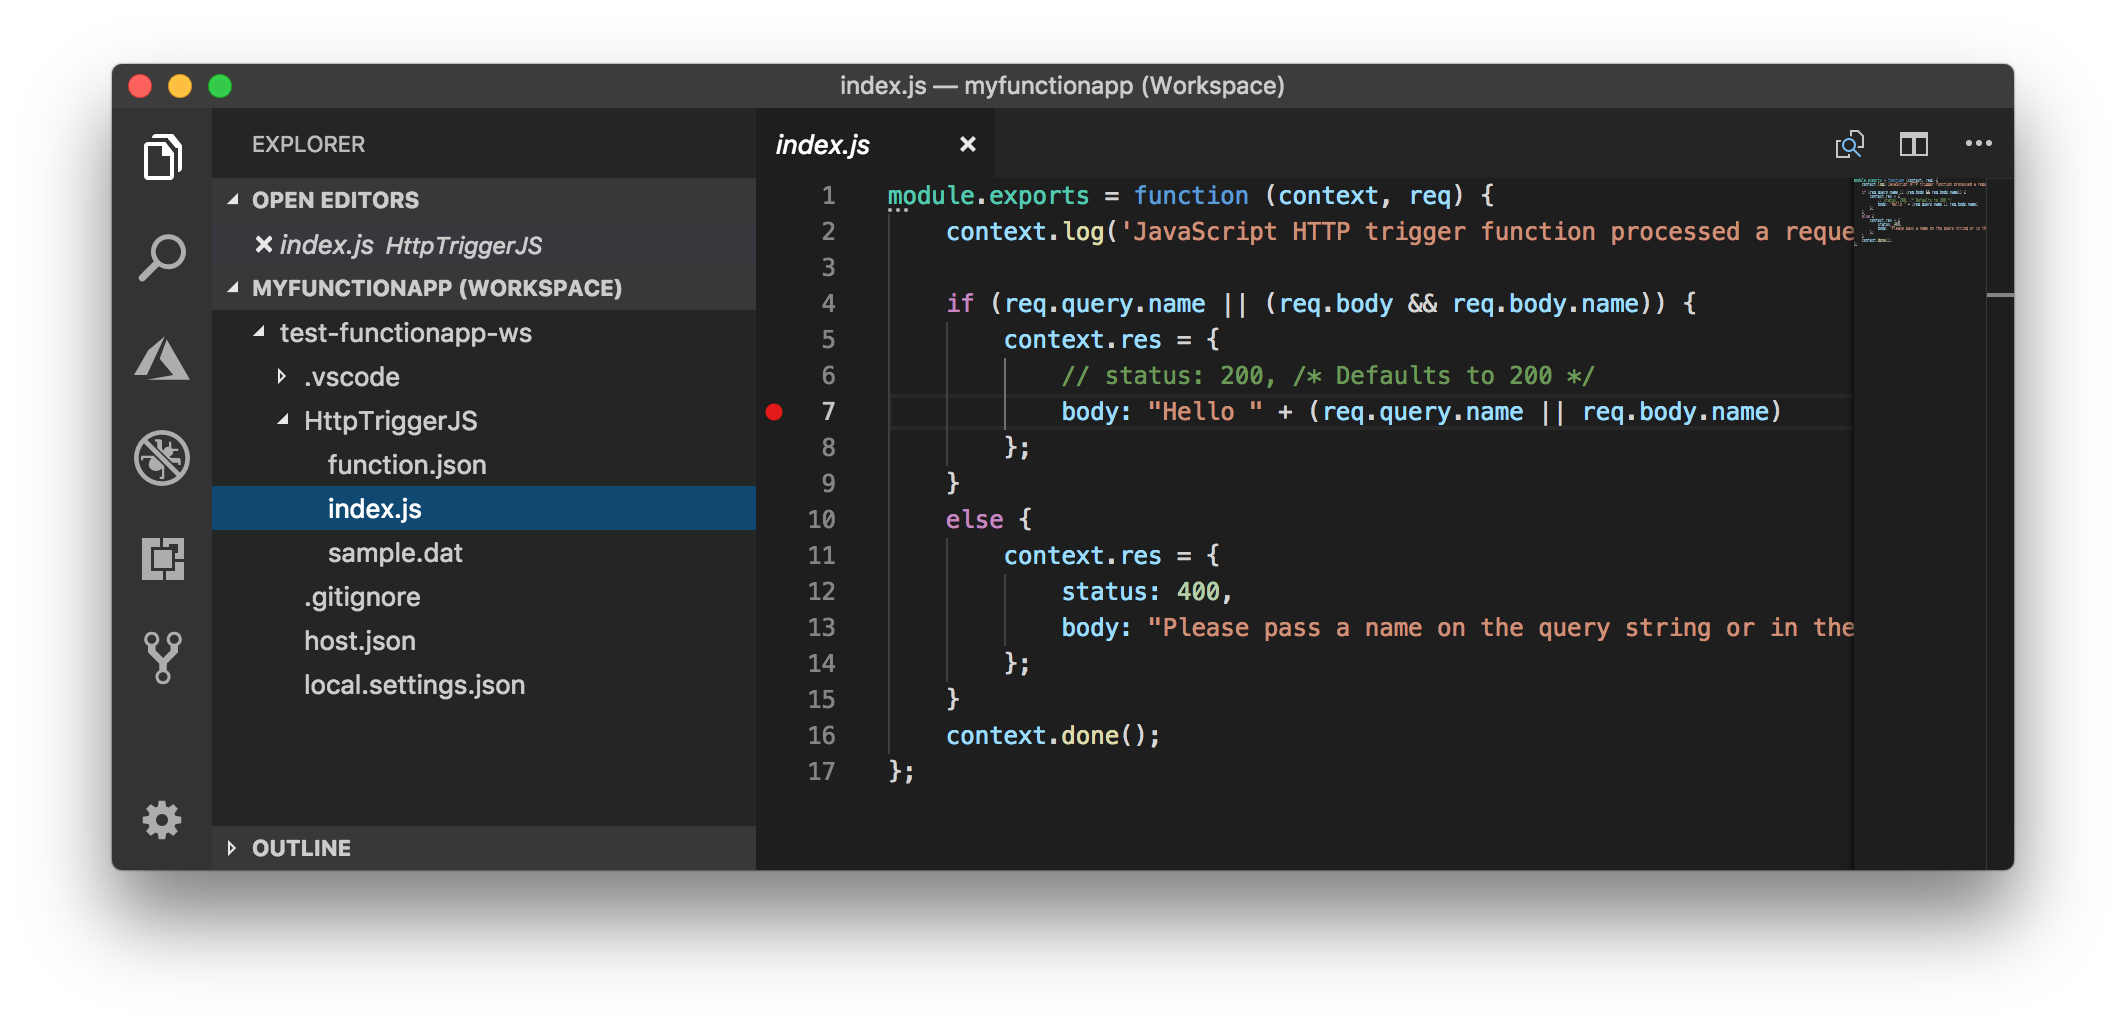 index.js — myfunctionapp (Workspace)
EXPLORER
OPEN EDITORS
index.js HttpTriggerJS
MYFUNCTIONAPP (WORKSPACE)
test-functionapp-ws
.vscode
HttpTriggerJS
function.json
index.js
sample.dat
.gitignore
host.json
local.settings.json
OUTLINE
index.js
1 module.exports = function (context, req) {
2 context.log('JavaScript HTTP trigger function processed a reque
3
4 if (req.query.name || (req.body && req.body.name)) {
5 context.res = {
6 // status: 200, /* Defaults to 200 */
7 body: "Hello " + (req.query.name || req.body.name)
8 };
9 }
10 else {
11 context.res = {
12 status: 400,
13 body: "Please pass a name on the query string or in the
14 };
15 }
16 context.done();
17 };